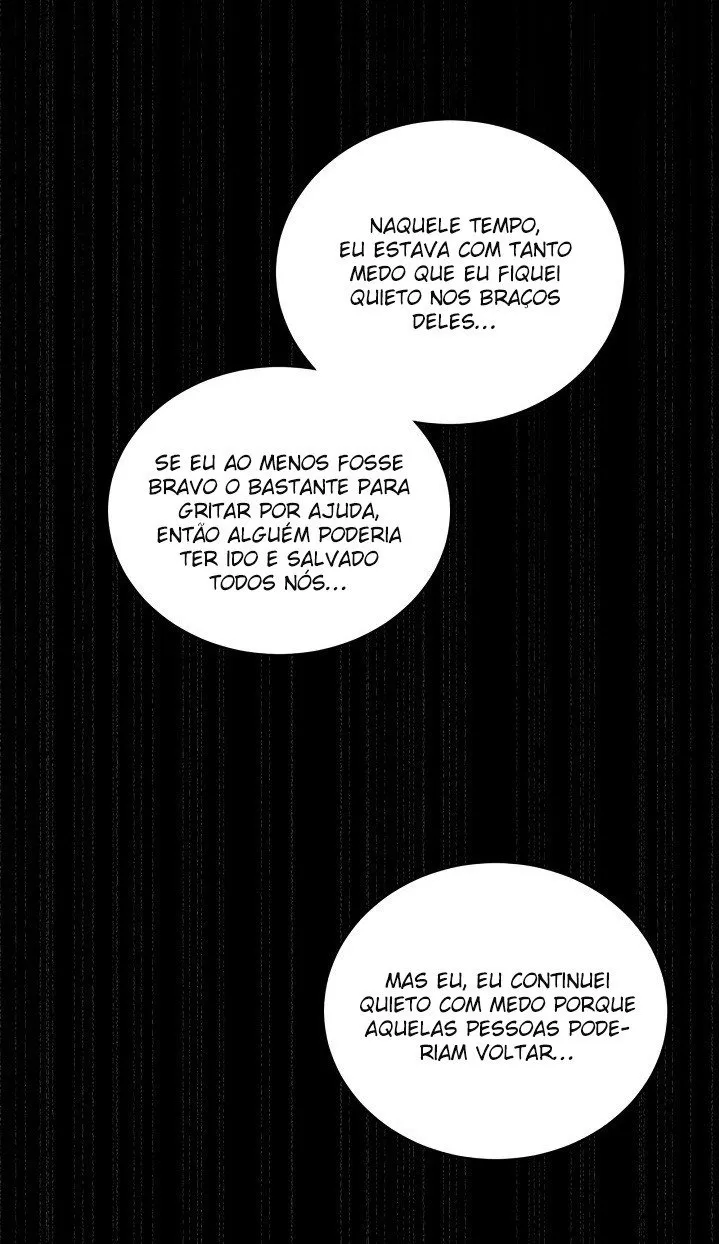 NAQUELE TEMPO,
EU ESTAVA COM TANTO
MEDO QUE EU FIQUEI
QUIETO NOS BRAÇOS
DELES...
SE EU AO MENOS FOSSE
BRAVO O BASTANTE PARA
GRITAR POR AJUDA,
ENTÃO ALGUÉM PODERIA
TER IDO E SALVADO
TODOS NÓS...
MAS EU, EU CONTINUEI
QUIETO COM MEDO PORQUE
AQUELAS PESSOAS PODE-
RIAM VOLTAR...